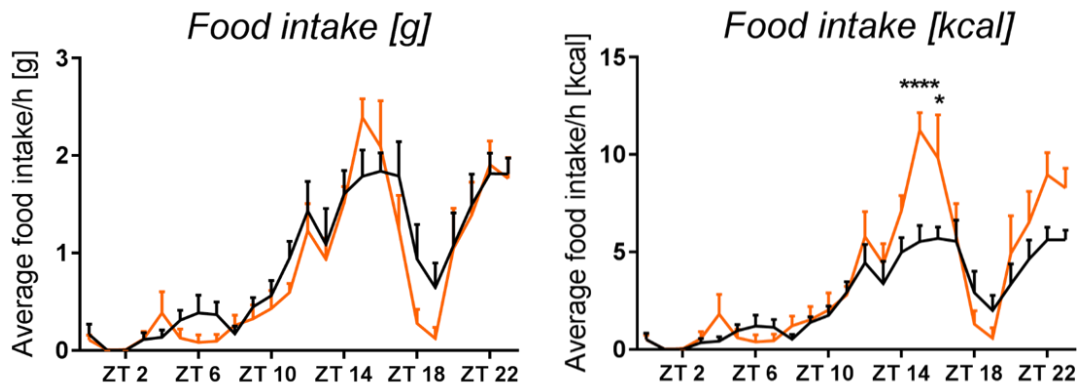 Food intake [g]
Average food intake/h [g]
3
2
1
0
ZT 2 ZT 6 ZT 10 ZT 14 ZT 18 ZT 22
Food intake [kcal]
Average food intake/h [kcal]
15
10
5
0
****
*
ZT 2 ZT 6 ZT 10 ZT 14 ZT 18 ZT 22